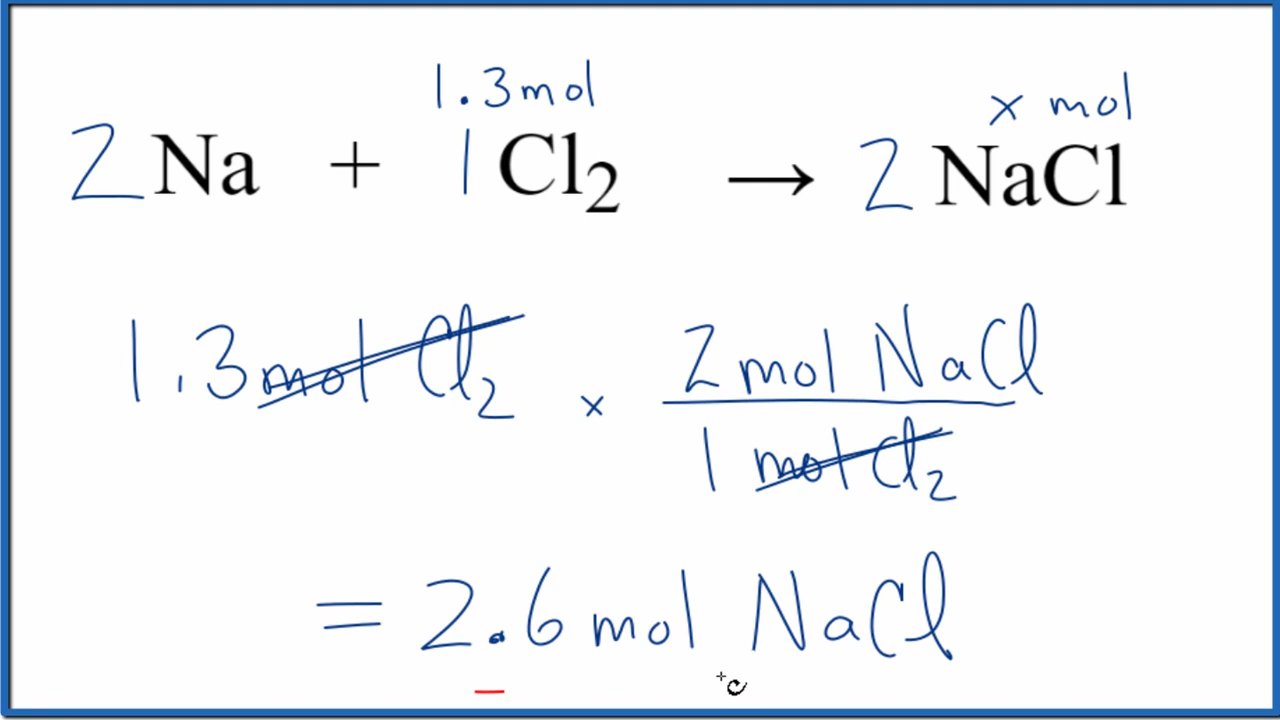 1.3 mol x mol
2 Na + 1 Cl₂ → 2 NaCl
1.3 mol Cl₂ × 2 mol NaCl
1 mol Cl₂
= 2.6 mol NaCl